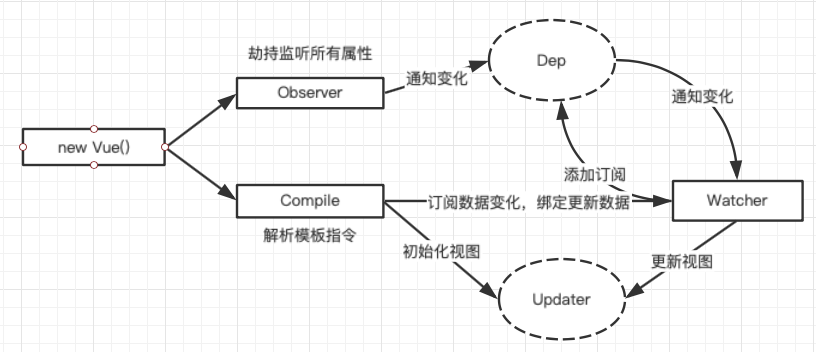 Dep
劫持监听所有属性
通知变化
Observer
通知变化
new Vue()
添加订阅
Compile
订阅数据变化，绑定更新数据
Watcher
解析模板指令
初始化视图
更新视图
Updater